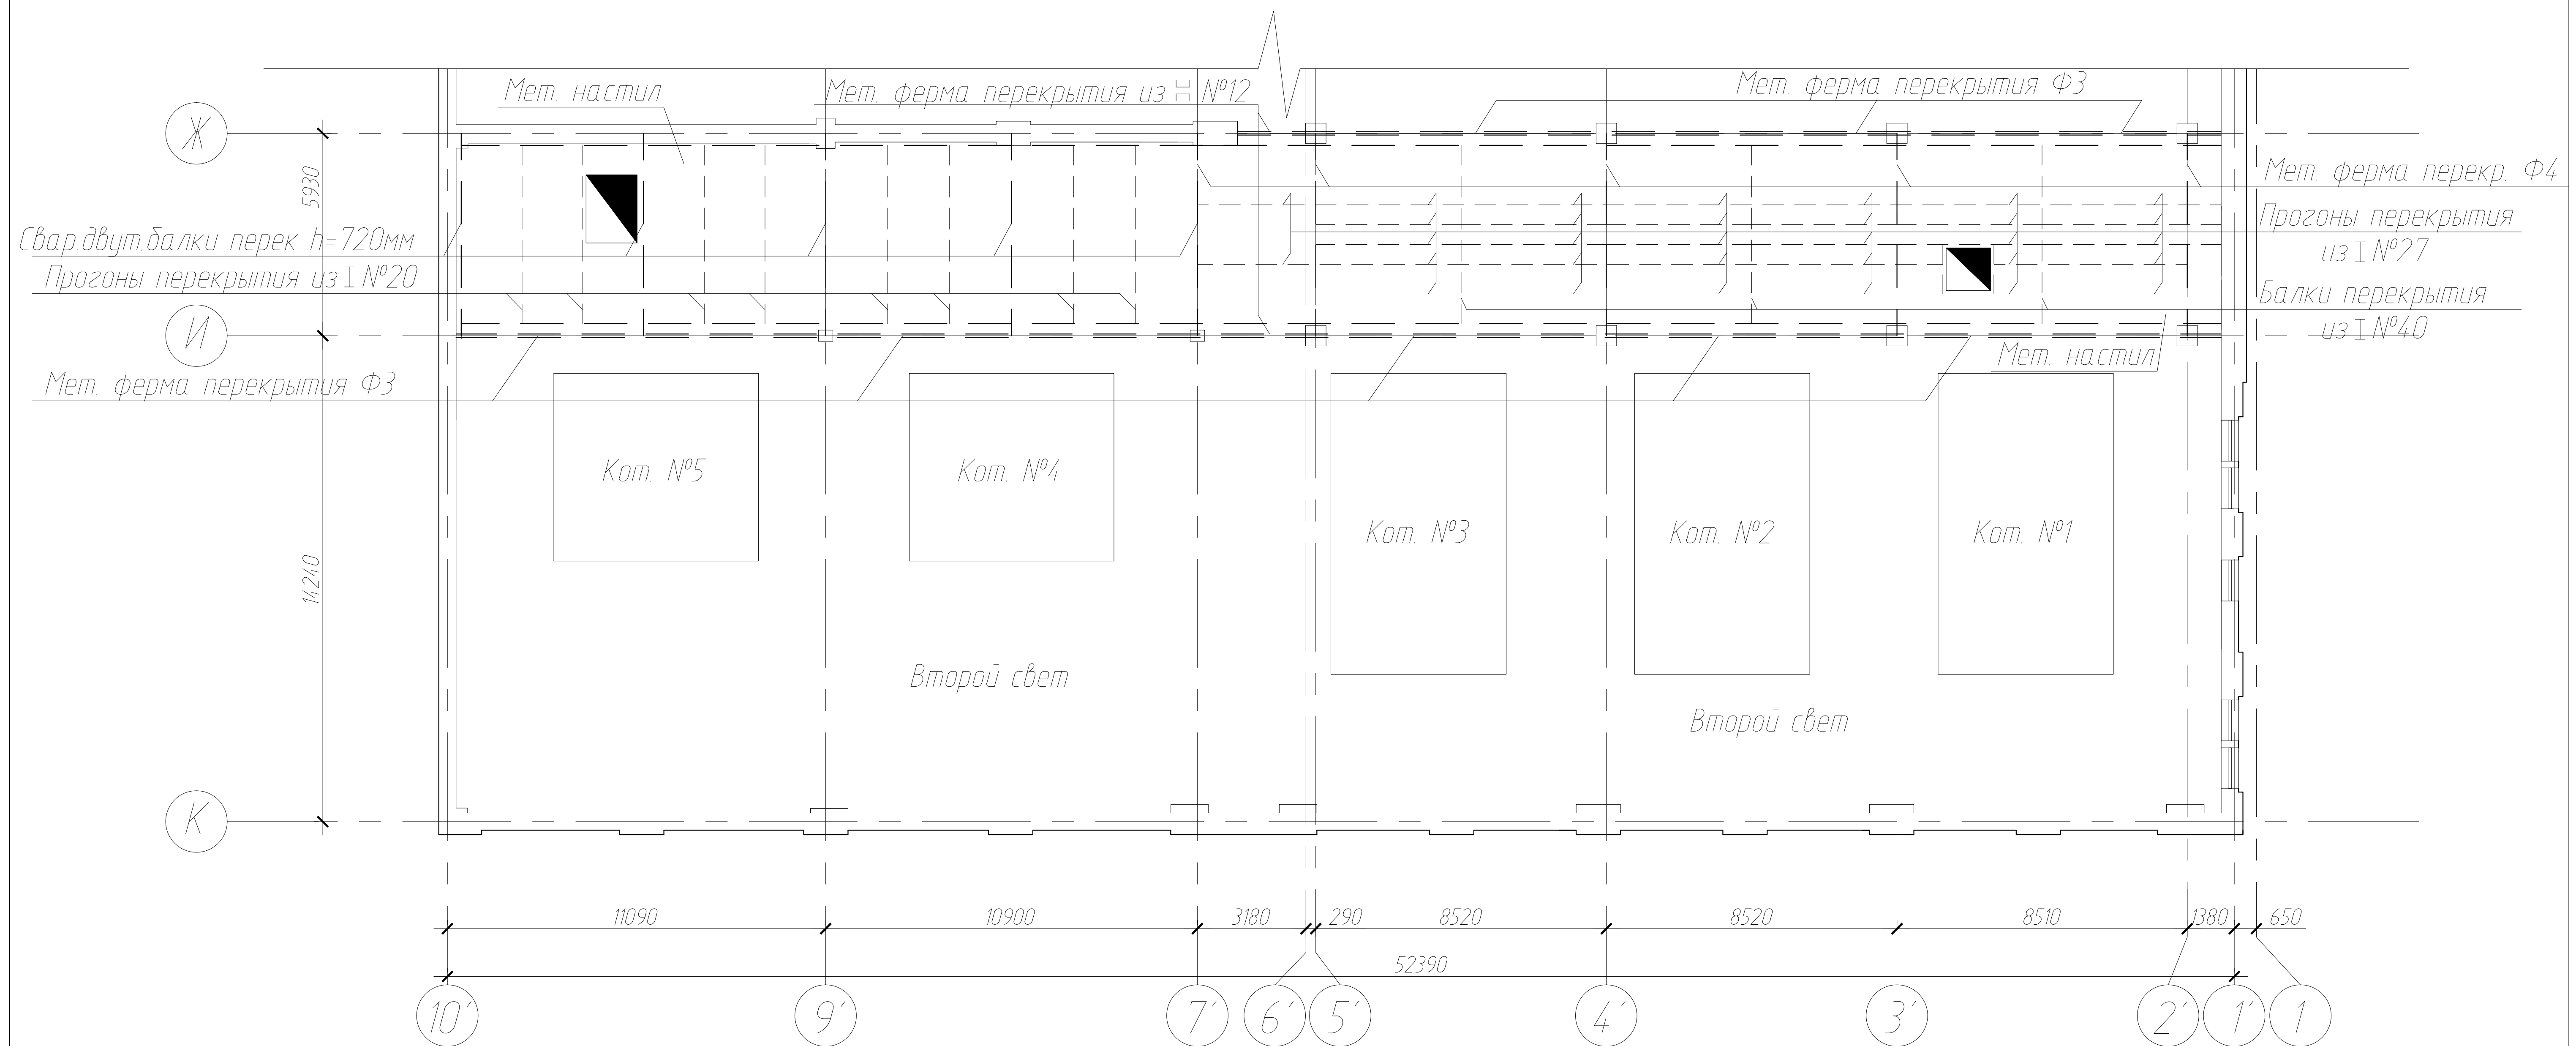 Мет. настил
Мет. ферма перекрытия из ][ №12
Мет. ферма перекрытия Ф3
Ж
Мет. ферма перекр. Ф4
5930
Прогоны перекрытия
из I №27
Свар.двут.балки перек h=720мм
Прогоны перекрытия из I №20
Балки перекрытия
из I №40
И
Мет. настил
Мет. ферма перекрытия Ф3
Кот. №5
Кот. №4
Кот. №3
Кот. №2
Кот. №1
14240
Второй свет
Второй свет
К
11090
10900
3180
290
8520
8520
8510
1380
650
52390
10'
9'
7'
6'
5'
4'
3'
2'
1'
1